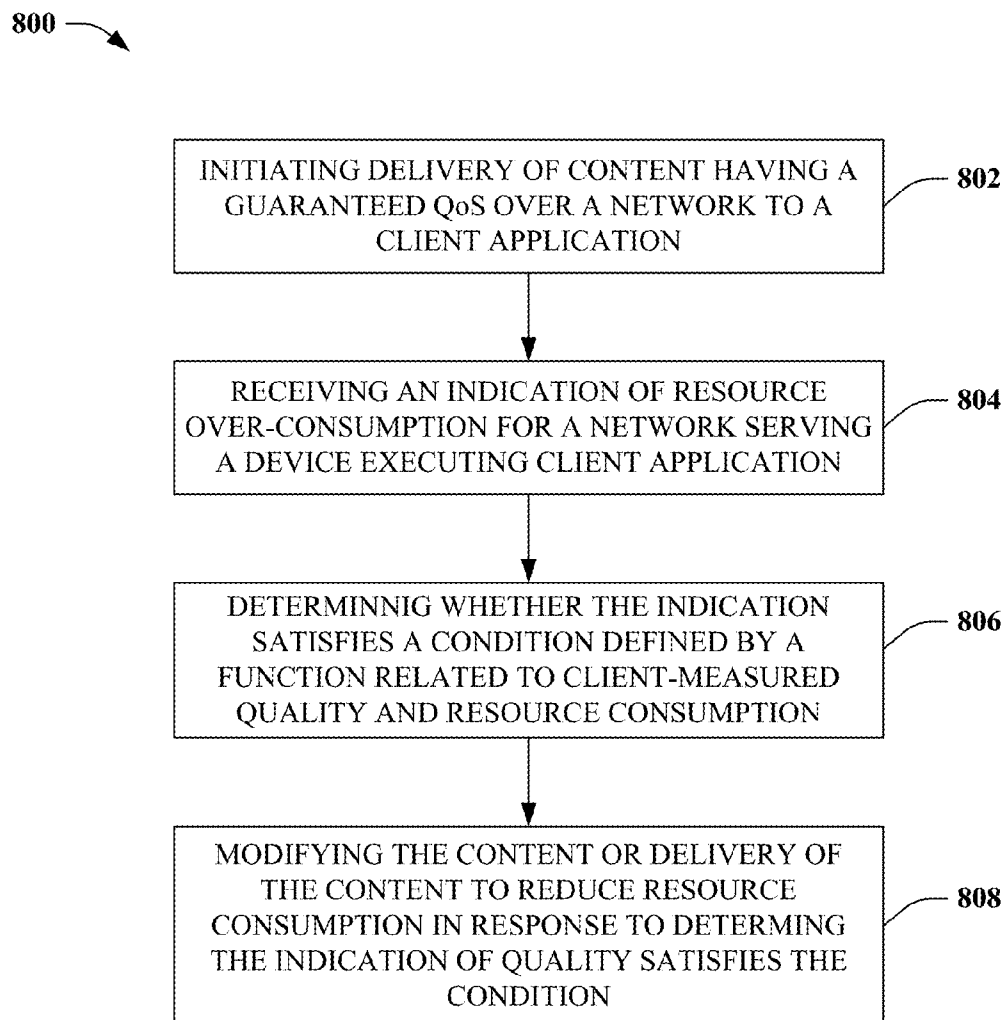 800
INITIATING DELIVERY OF CONTENT HAVING A
GUARANTEED QoS OVER A NETWORK TO A
CLIENT APPLICATION
802
RECEIVING AN INDICATION OF RESOURCE
OVER-CONSUMPTION FOR A NETWORK SERVING
A DEVICE EXECUTING CLIENT APPLICATION
804
DETERMINNIG WHETHER THE INDICATION
SATISFIES A CONDITION DEFINED BY A
FUNCTION RELATED TO CLIENT-MEASURED
QUALITY AND RESOURCE CONSUMPTION
806
MODIFYING THE CONTENT OR DELIVERY OF
THE CONTENT TO REDUCE RESOURCE
CONSUMPTION IN RESPONSE TO DETERMING
THE INDICATION OF QUALITY SATISFIES THE
CONDITION
808